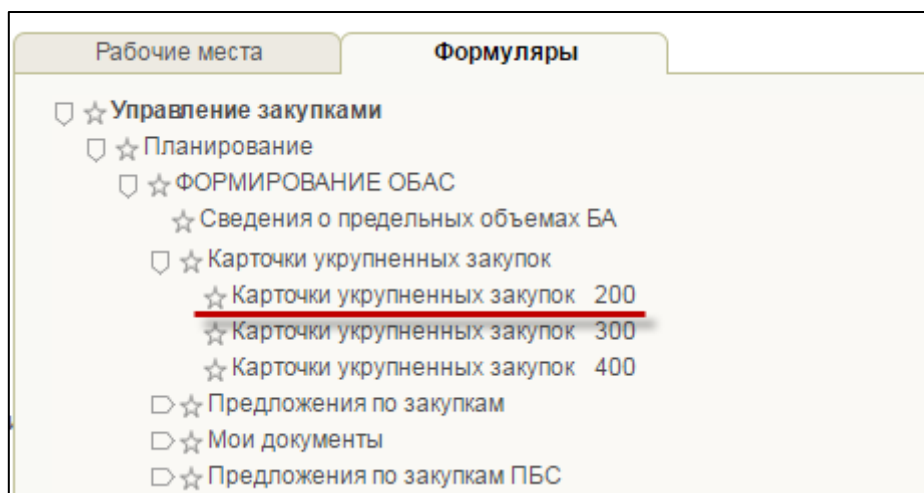 Рабочие места Формуляры
Управление закупками
Планирование
ФОРМИРОВАНИЕ ОБАС
Сведения о предельных объемах БА
Карточки укрупненных закупок
Карточки укрупненных закупок 200
Карточки укрупненных закупок 300
Карточки укрупненных закупок 400
Предложения по закупкам
Мои документы
Предложения по закупкам ПБС